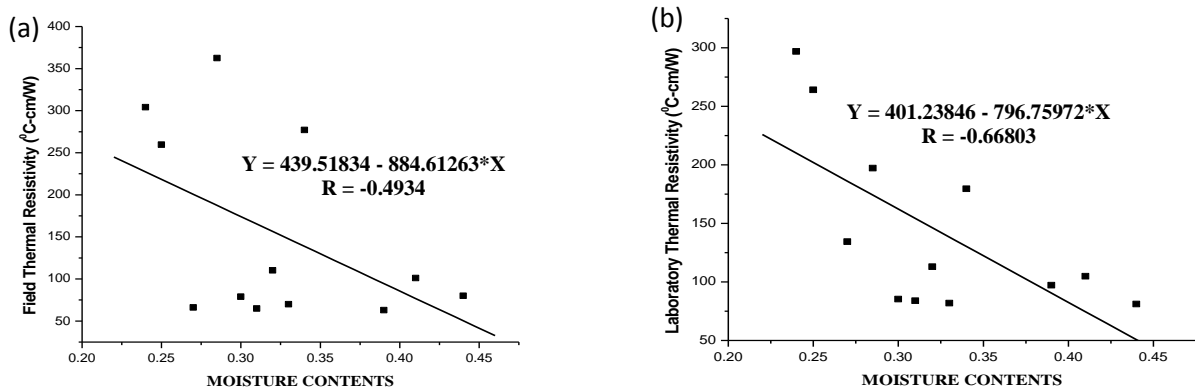 (a)
400
350
300
250
200
150
100
50
0.20
0.25
0.30
0.35
0.40
0.45
Field Thermal Resistivity (⁰C-cm/W)
MOISTURE CONTENTS
Y = 439.51834 - 884.61263*X
R = -0.4934
(b)
300
250
200
150
100
50
0.20
0.25
0.30
0.35
0.40
0.45
Laboratory Thermal Resistivity (⁰C-cm/W)
MOISTURE CONTENTS
Y = 401.23846 - 796.75972*X
R = -0.66803